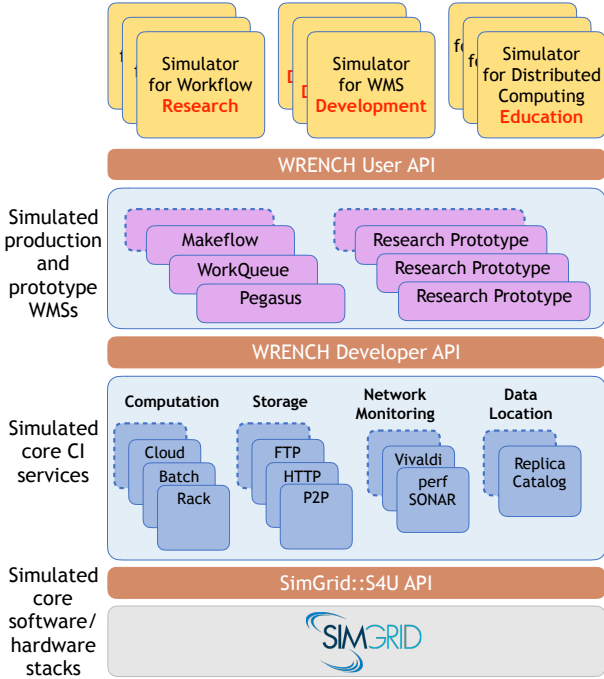 Simulator
for Workflow
Research
Simulator
for WMS
Development
Simulator
for Distributed
Computing
Education
WRENCH User API
Simulated
production
and
prototype
WMSs
Makeflow
WorkQueue
Pegasus
Research Prototype
Research Prototype
Research Prototype
WRENCH Developer API
Simulated
core CI
services
Computation
Cloud
Batch
Rack
Storage
FTP
HTTP
P2P
Network
Monitoring
Vivaldi
perf
SONAR
Data
Location
Replica
Catalog
SimGrid::S4U API
Simulated
core
software/
hardware
stacks
SIMGRID